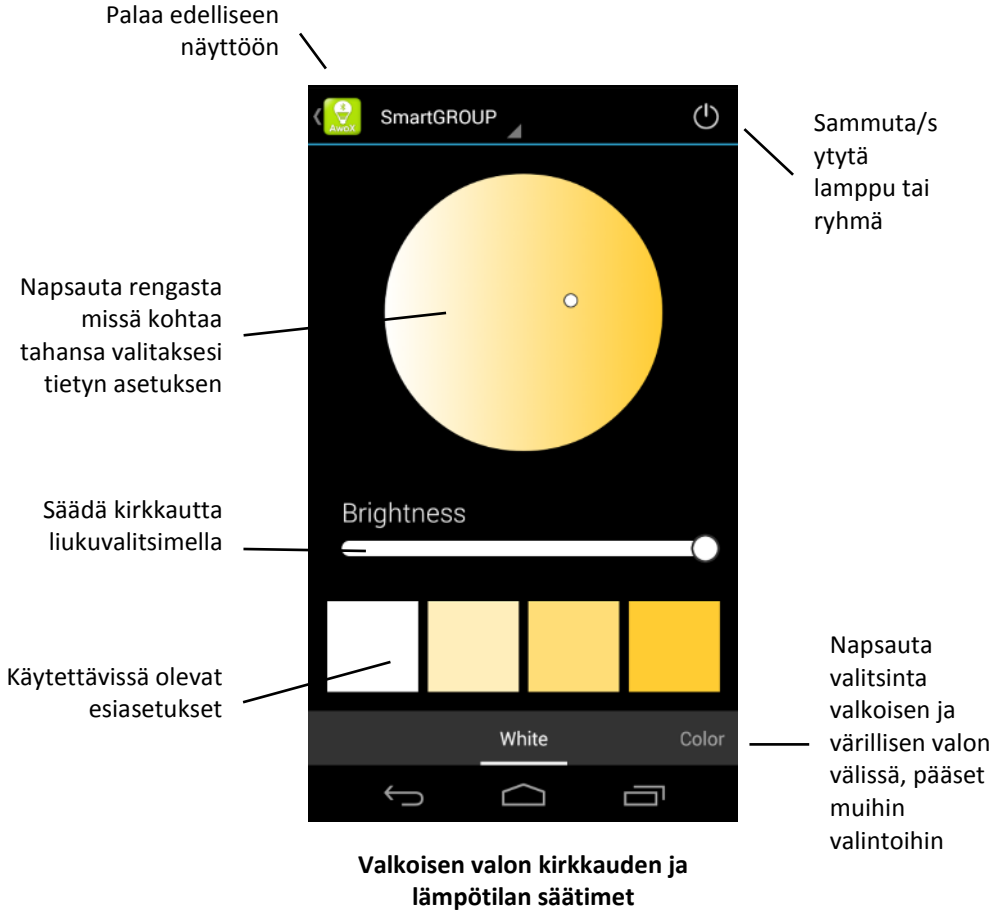 Palaa edelliseen
näyttöön
AwoX
SmartGROUP
Sammuta/s
ytytä
lamppu tai
ryhmä
Napsauta rengasta
missä kohtaa
tahansa valitaksesi
tietyn asetuksen
Säädä kirkkautta
liukuvalitsimella
Brightness
Käytettävissä olevat
esiasetukset
White
Color
Napsauta
valitsinta
valkoisen ja
värillisen valon
välissä, pääset
muihin
valintoihin
Valkoisen valon kirkkauden ja
lämpötilan säätimet